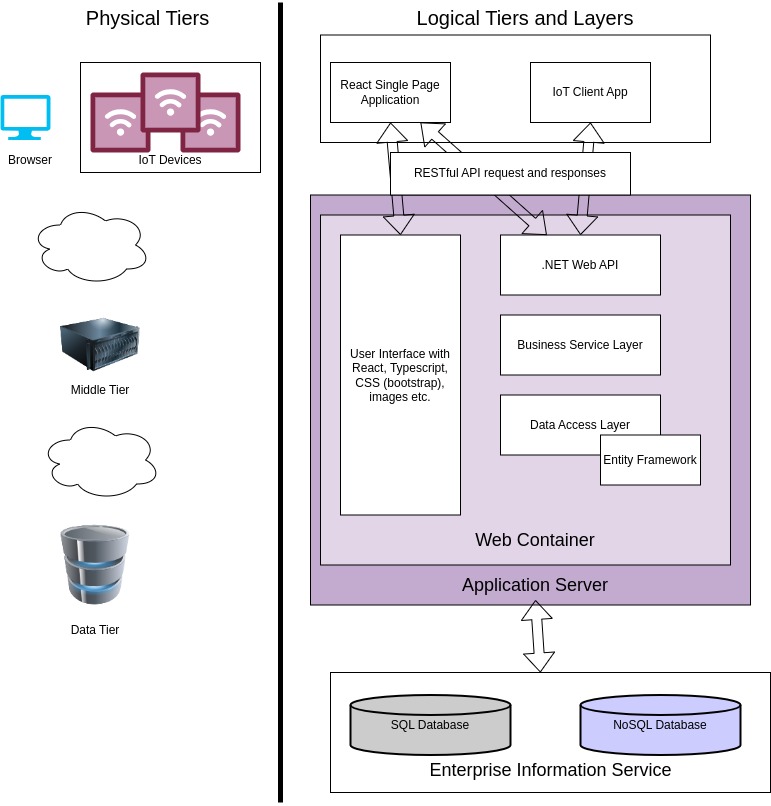 Physical Tiers
Browser
IoT Devices
Middle Tier
Data Tier
Logical Tiers and Layers
React Single Page
Application
IoT Client App
RESTful API request and responses
User Interface with
React, Typescript,
CSS (bootstrap),
images etc.
.NET Web API
Business Service Layer
Data Access Layer
Entity Framework
Web Container
Application Server
SQL Database
NoSQL Database
Enterprise Information Service